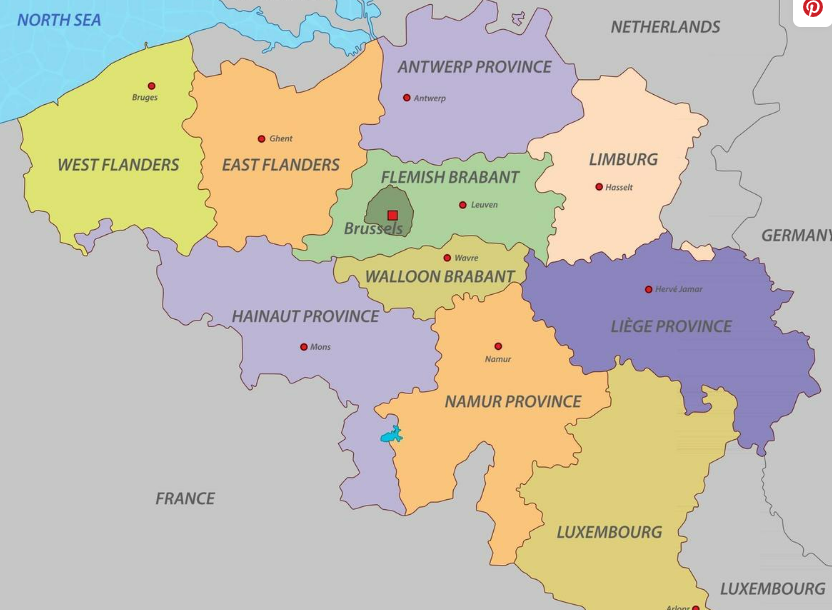 NORTH SEA
NETHERLANDS
ANTWERP PROVINCE
Bruges
Antwerp
Ghent
WEST FLANDERS
EAST FLANDERS
LIMBURG
FLEMISH BRABANT
Hasselt
Leuven
Brussels
GERMANY
Wavre
WALLOON BRABANT
Hervé Jamar
HAINAUT PROVINCE
LIÈGE PROVINCE
Mons
Namur
NAMUR PROVINCE
FRANCE
LUXEMBOURG
LUXEMBOURG